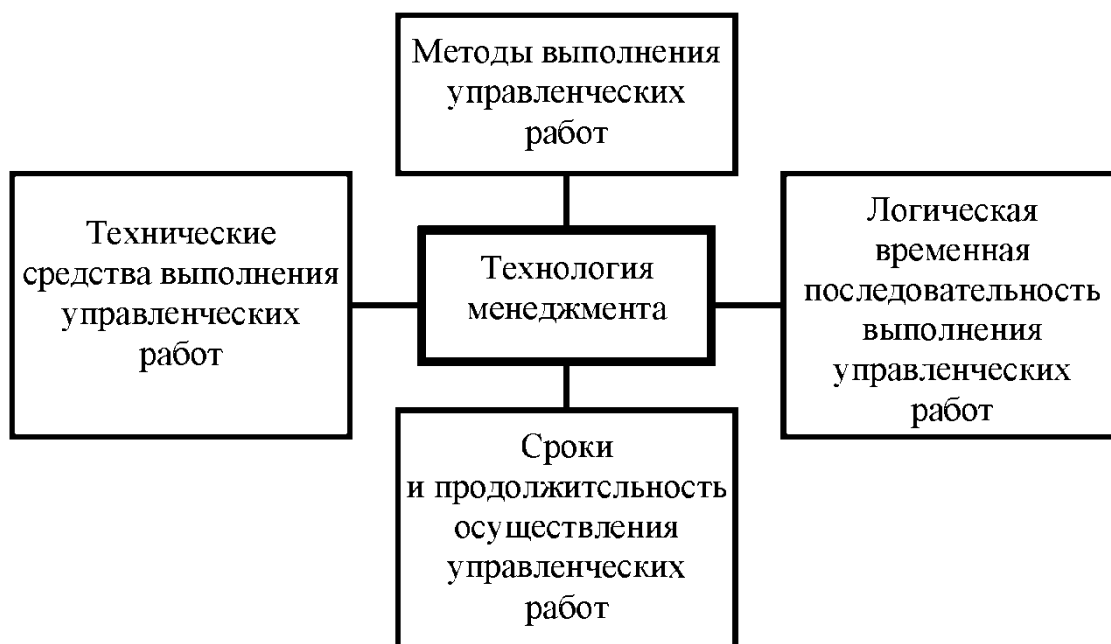 Методы выполнения
управленческих
работ
Технические
средства выполнения
управленческих
работ
Технология
менеджмента
Логическая
временная
последовательность
выполнения
управленческих
работ
Сроки
и продолжитсльность
осуществления
управленческих
работ